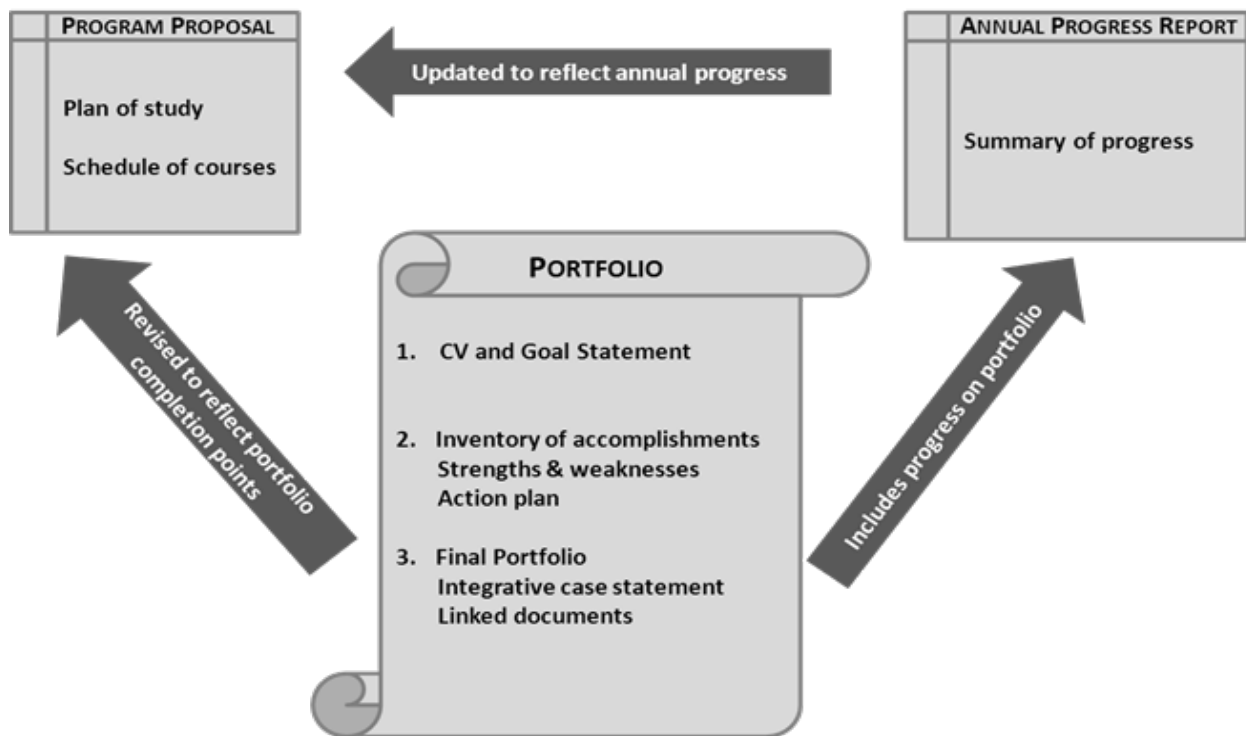 PROGRAM PROPOSAL
Plan of study
Schedule of courses
Updated to reflect annual progress
ANNUAL PROGRESS REPORT
Summary of progress
Revised to reflect portfolio
completion points
PORTFOLIO
1. CV and Goal Statement
2. Inventory of accomplishments
Strengths & weaknesses
Action plan
3. Final Portfolio
Integrative case statement
Linked documents
Includes progress on portfolio